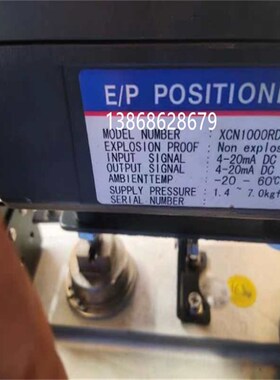 E/P POSITION
13868628679
MODEL NUMBER : XCN1000RD
EXPLOSION PROOF : Non explos
INPUT SIGNAL : 4-20mA DC
OUTPUT SIGNAL : 4-20mA DC
AMBIENTTEMP : -20 - 60℃
SUPPLY PRESSURE : 1.4 ~ 7.0kgf
SERIAL NUMBER :